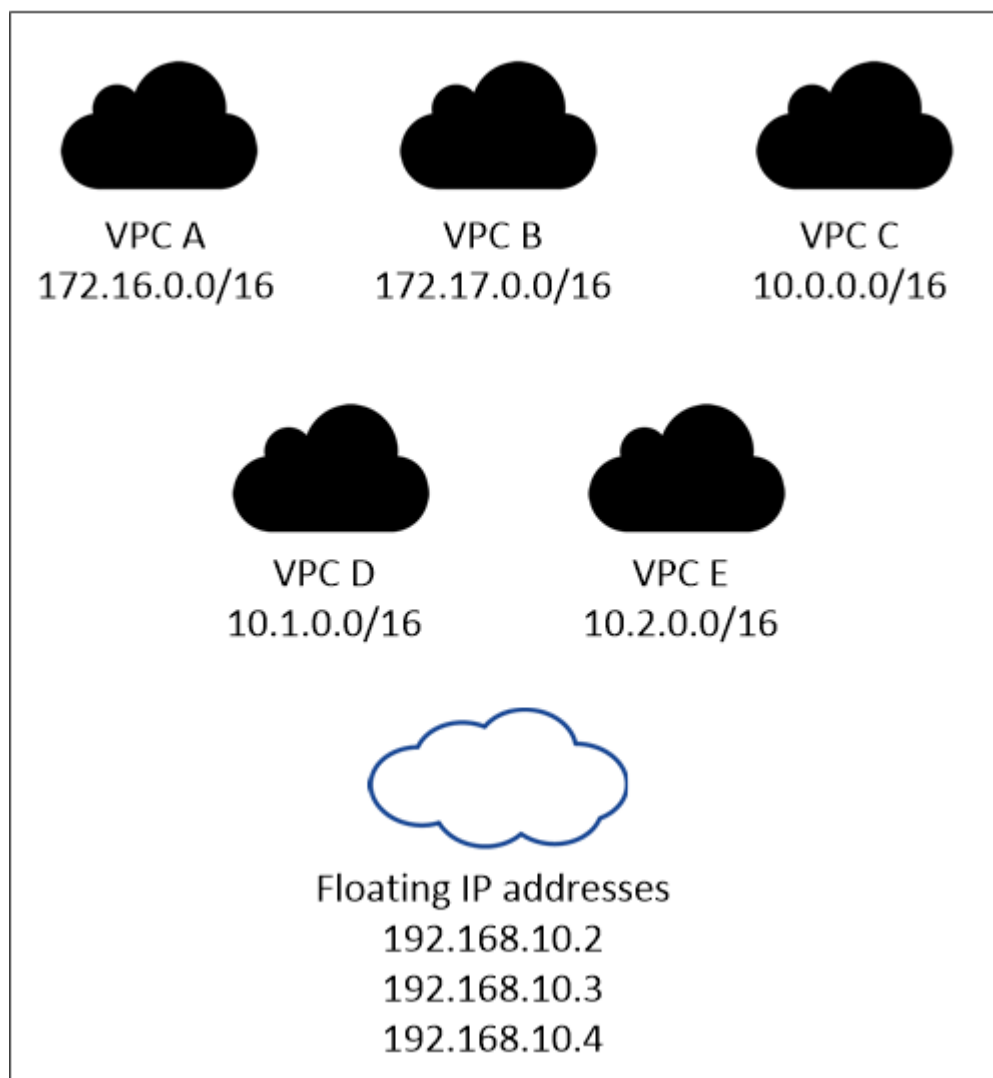 VPC A
172.16.0.0/16
VPC B
172.17.0.0/16
VPC C
10.0.0.0/16
VPC D
10.1.0.0/16
VPC E
10.2.0.0/16
Floating IP addresses
192.168.10.2
192.168.10.3
192.168.10.4